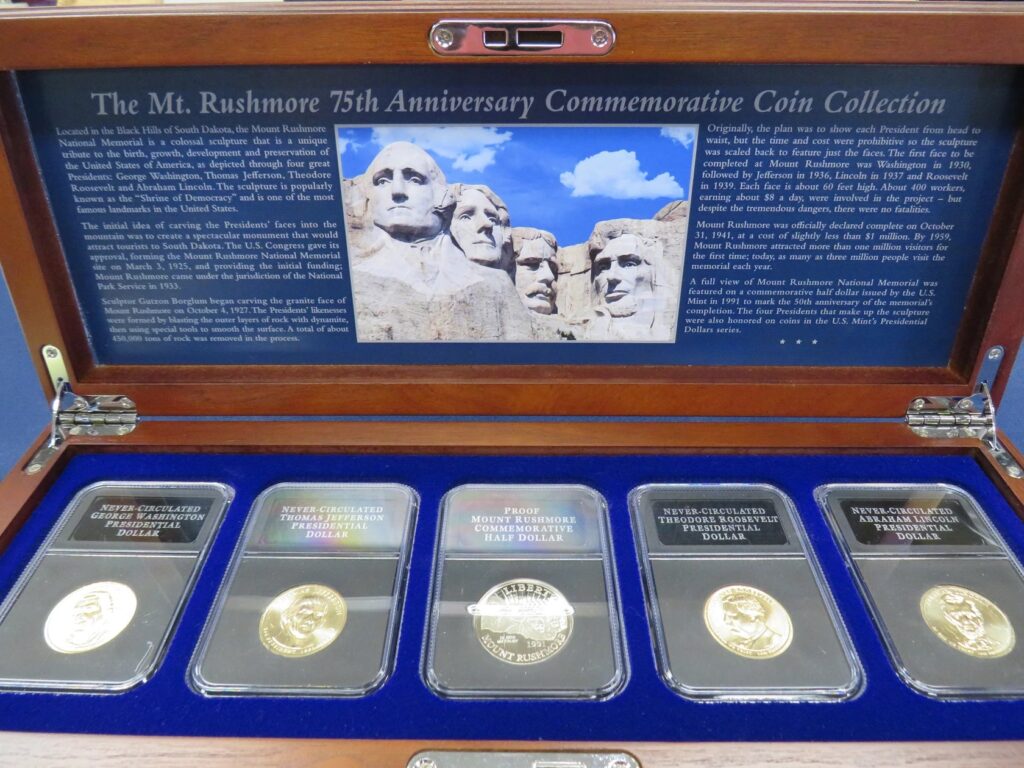 The Mt. Rushmore 75th Anniversary Commemorative Coin Collection
Located in the Black Hills of South Dakota, the Mount Rushmore
National Memorial is a colossal sculpture that is a unique
tribute to the birth, growth, development and preservation of
the United States of America, as depicted through four great
Presidents: George Washington, Thomas Jefferson, Theodore
Roosevelt and Abraham Lincoln. The sculpture is popularly
known as the "Shrine of Democracy" and is one of the most
famous landmarks in the United States.
The initial idea of carving the Presidents' faces into the
mountain was to create a spectacular monument that would
attract tourists to South Dakota. The U.S. Congress gave its
approval, forming the Mount Rushmore National Memorial
site on March 3, 1925, and providing the initial funding;
Mount Rushmore came under the jurisdiction of the National
Park Service in 1933.
Sculptor Gutzon Borglum began carving the granite face of
Mount Rushmore on October 4, 1927. The Presidents' likenesses
were formed by blasting the outer layers of rock with dynamite,
then using special tools to smooth the surface. A total of about
450,000 tons of rock was removed in the process.
Originally, the plan was to show each President from head to
waist, but the time and cost were prohibitive so the sculpture
was scaled back to feature just the faces. The first face to be
completed at Mount Rushmore was Washington in 1930,
followed by Jefferson in 1936, Lincoln in 1937 and Roosevelt
in 1939. Each face is about 60 feet high. About 400 workers,
earning about $8 a day, were involved in the project – but
despite the tremendous dangers, there were no fatalities.
Mount Rushmore was officially declared complete on October
31, 1941, at a cost of slightly less than $1 million. By 1959,
Mount Rushmore attracted more than one million visitors for
the first time; today, as many as three million people visit the
memorial each year.
A full view of Mount Rushmore National Memorial was
featured on a commemorative half dollar issued by the U.S.
Mint in 1991 to mark the 50th anniversary of the memorial's
completion. The four Presidents that make up the sculpture
were also honored on coins in the U.S. Mint's Presidential
Dollars series.
* * *
NEVER-CIRCULATED
GEORGE WASHINGTON
PRESIDENTIAL
DOLLAR
NEVER-CIRCULATED
THOMAS JEFFERSON
PRESIDENTIAL
DOLLAR
PROOF
MOUNT RUSHMORE
COMMEMORATIVE
HALF DOLLAR
NEVER-CIRCULATED
THEODORE ROOSEVELT
PRESIDENTIAL
DOLLAR
NEVER-CIRCULATED
ABRAHAM LINCOLN
PRESIDENTIAL
DOLLAR
LIBERTY
IN GOD
WE TRUST
1991
MOUNT RUSHMORE